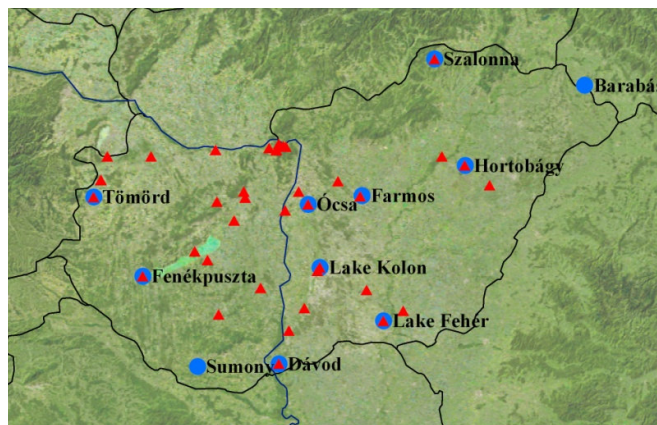 Szalonna
Barabás
Hortobágy
Tömörd
Ócsa
Farmos
Fenékpuszta
Lake Kolon
Lake Fehér
Sumony
Dávod